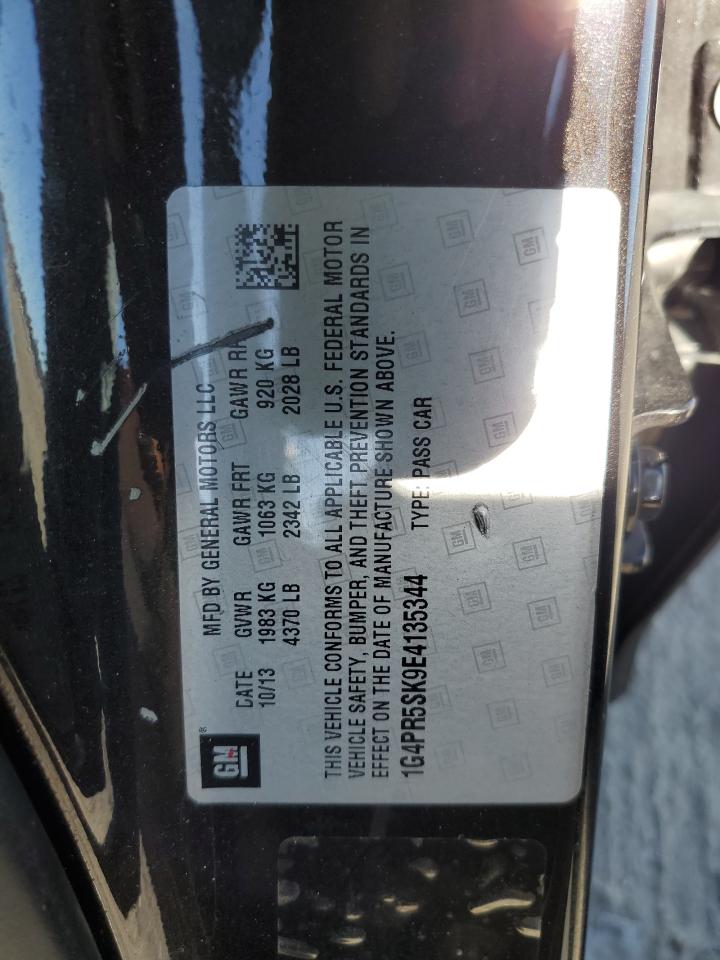 GM®
MFD BY GENERAL MOTORS LLC
DATE GVWR GAWR FRT GAWR
10/13 1983 KG 1063 KG 920 KG
4370 LB 2342 LB 2028 LB
THIS VEHICLE CONFORMS TO ALL APPLICABLE U.S. FEDERAL MOTOR
VEHICLE SAFETY, BUMPER, AND THEFT PREVENTION STANDARDS IN
EFFECT ON THE DATE OF MANUFACTURE SHOWN ABOVE.
1G4PR5SK9E4135344 TYPE: PASS CAR